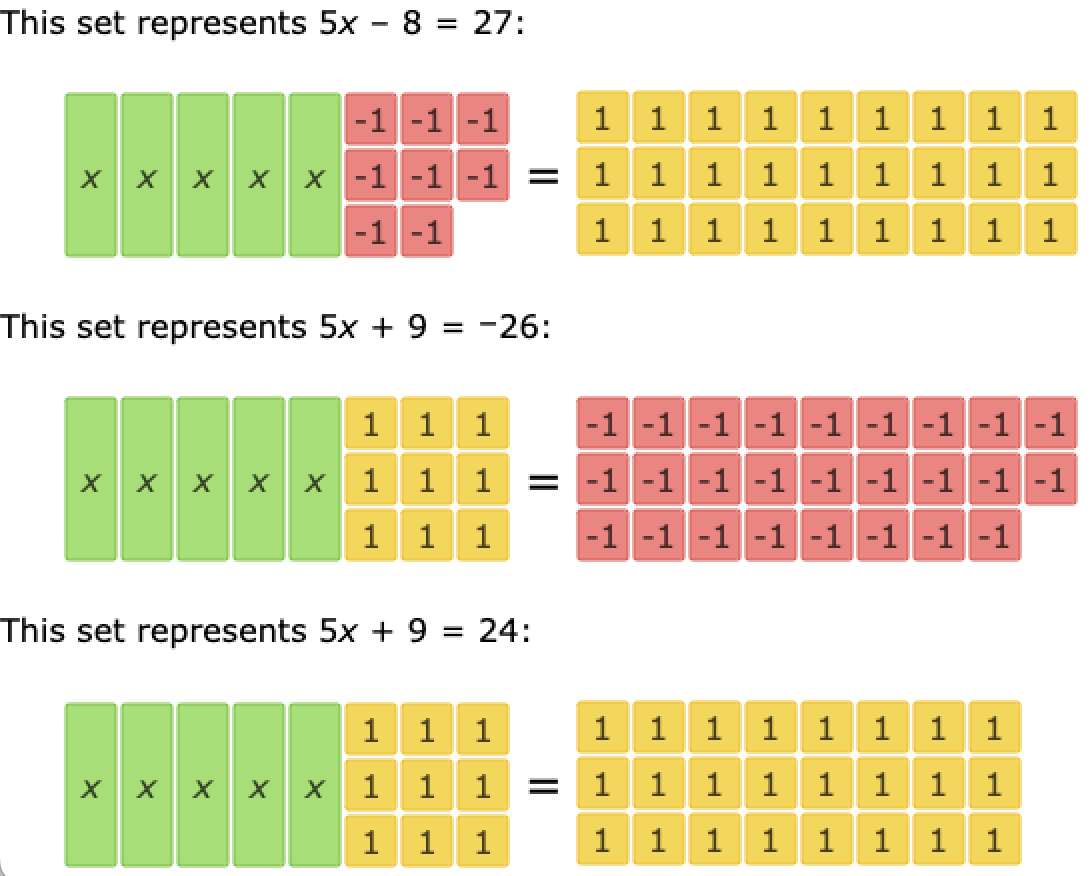 This set represents 5x − 8 = 27:
-1 -1 -1 1 1 1 1 1 1 1 1 1
x x x x x -1 -1 -1 = 1 1 1 1 1 1 1 1 1
-1 -1 1 1 1 1 1 1 1 1 1
This set represents 5x + 9 = ⁻26:
1 1 1 -1 -1 -1 -1 -1 -1 -1 -1 -1
x x x x x 1 1 1 = -1 -1 -1 -1 -1 -1 -1 -1 -1
1 1 1 -1 -1 -1 -1 -1 -1 -1 -1
This set represents 5x + 9 = 24:
1 1 1 1 1 1 1 1 1 1 1
x x x x x 1 1 1 = 1 1 1 1 1 1 1 1
1 1 1 1 1 1 1 1 1 1 1